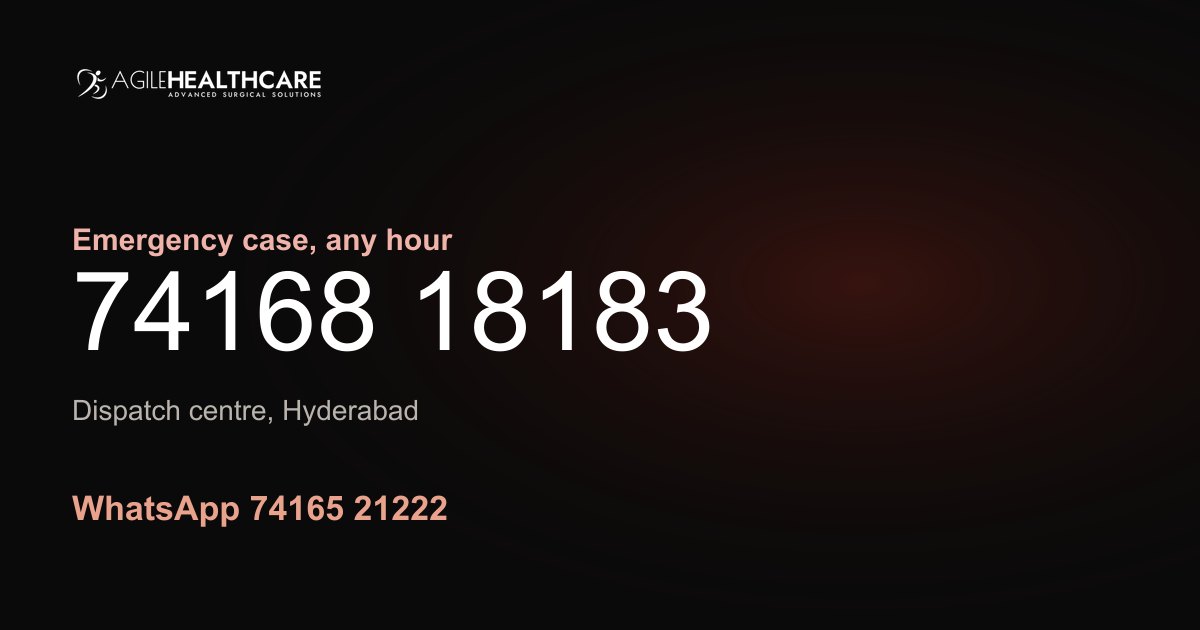 AGILEHEALTHCARE
ADVANCED SURGICAL SOLUTIONS
Emergency case, any hour
74168 18183
Dispatch centre, Hyderabad
WhatsApp 74165 21222